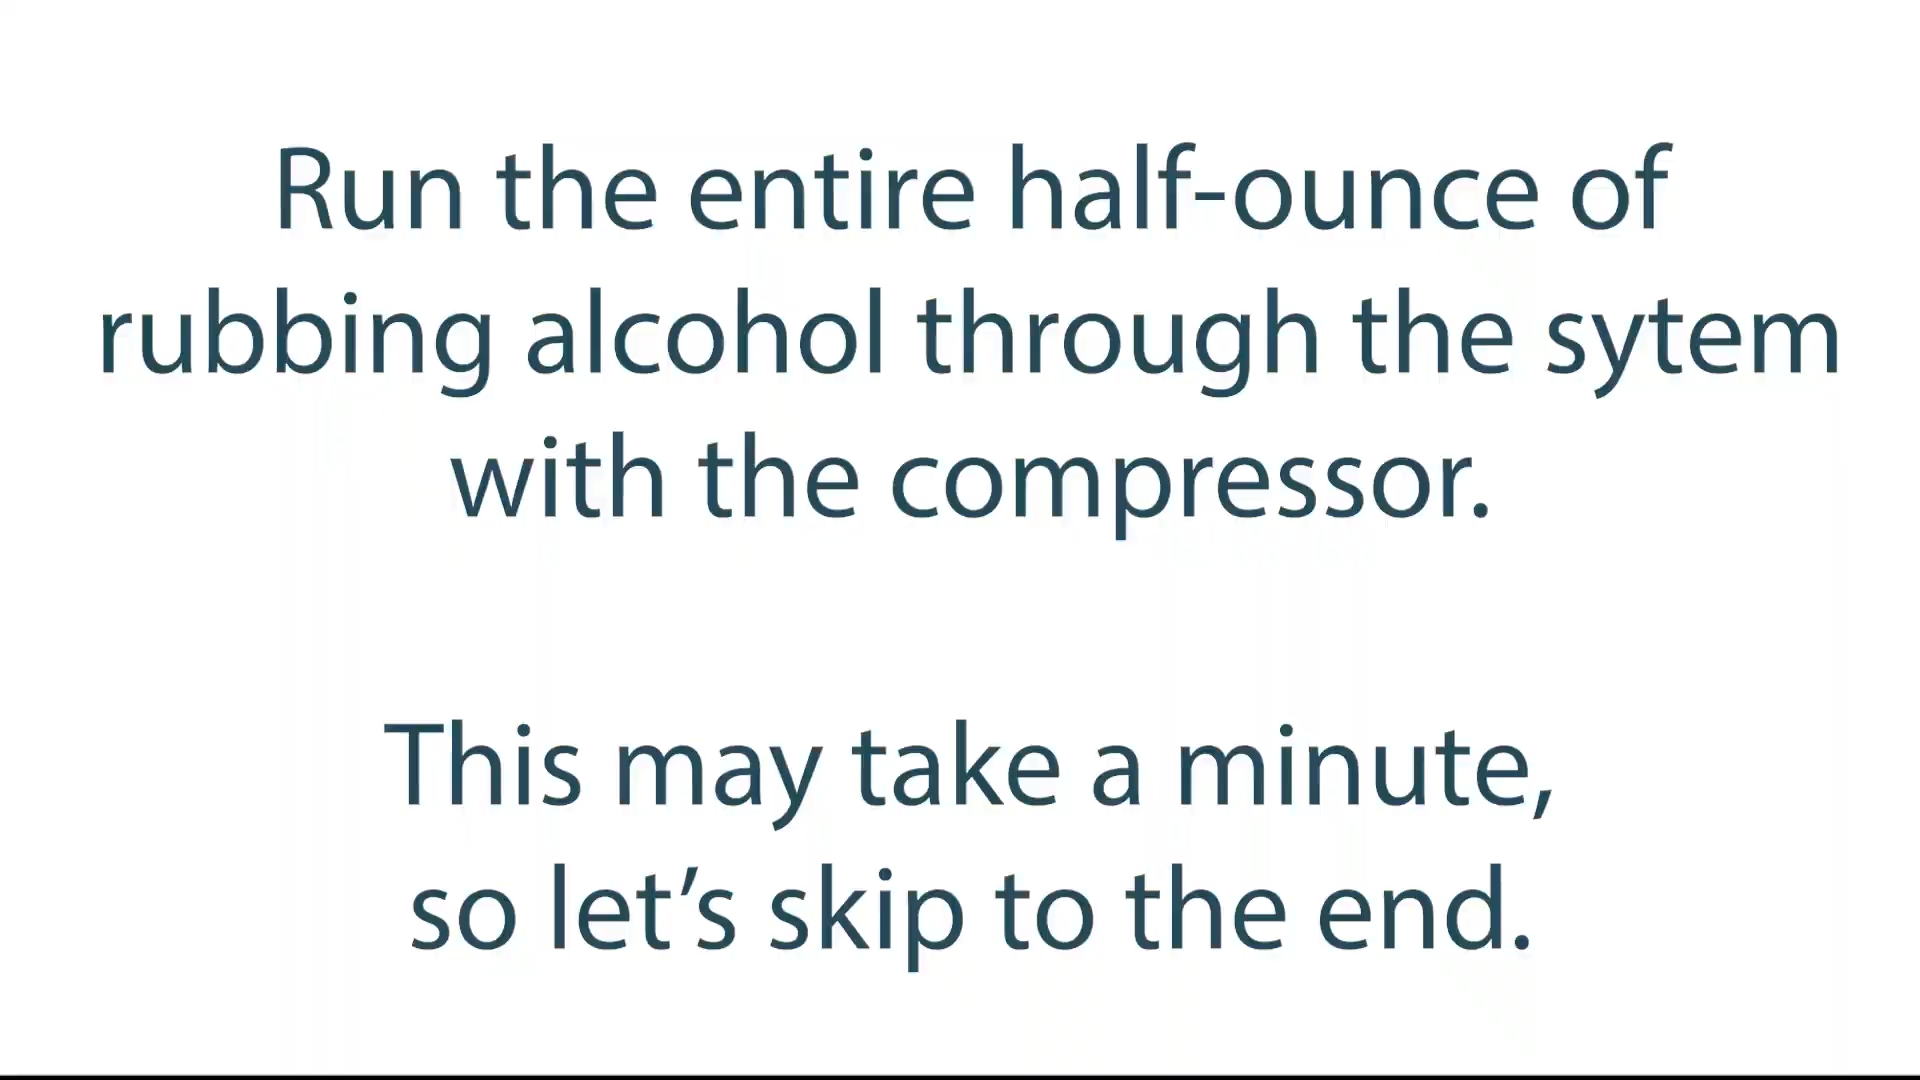 Run the entire half-ounce of
rubbing alcohol through the sytem
with the compressor.
This may take a minute,
so let’s skip to the end.